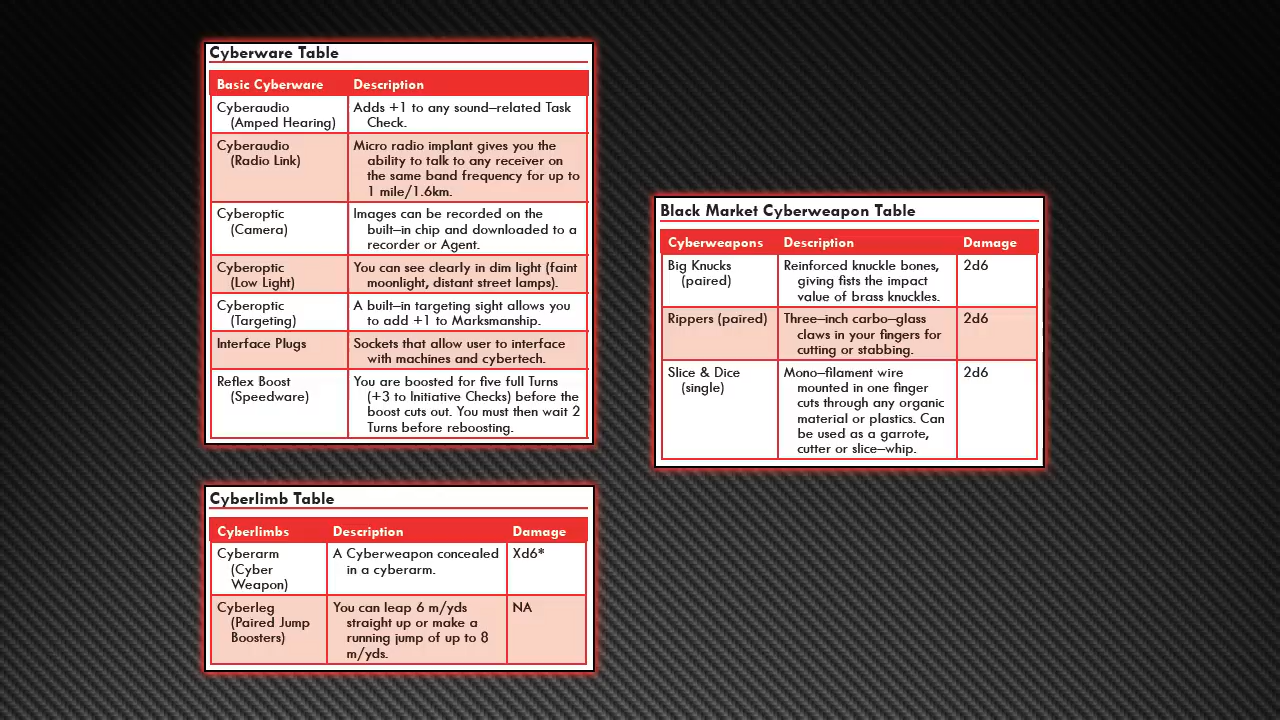 Cyberware Table
Basic Cyberware Description
Cyberaudio
(Amped Hearing)
Adds +1 to any sound–related Task
Check.
Cyberaudio
(Radio Link)
Micro radio implant gives you the
ability to talk to any receiver on
the same band frequency for up to
1 mile/1.6km.
Cyberoptic
(Camera)
Images can be recorded on the
built–in chip and downloaded to a
recorder or Agent.
Cyberoptic
(Low Light)
You can see clearly in dim light (faint
moonlight, distant street lamps).
Cyberoptic
(Targeting)
A built–in targeting sight allows you
to add +1 to Marksmanship.
Interface Plugs
Sockets that allow user to interface
with machines and cybertech.
Reflex Boost
(Speedware)
You are boosted for five full Turns
(+3 to Initiative Checks) before the
boost cuts out. You must then wait 2
Turns before reboosting.
Cyberlimb Table
Cyberlimbs Description Damage
Cyberarm
(Cyber
Weapon)
A Cyberweapon concealed
in a cyberarm.
Xd6*
Cyberleg
(Paired Jump
Boosters)
You can leap 6 m/yds
straight up or make a
running jump of up to 8
m/yds.
NA
Black Market Cyberweapon Table
Cyberweapons Description Damage
Big Knucks
(paired)
Reinforced knuckle bones,
giving fists the impact
value of brass knuckles.
2d6
Rippers (paired)
Three–inch carbo–glass
claws in your fingers for
cutting or stabbing.
2d6
Slice & Dice
(single)
Mono–filament wire
mounted in one finger
cuts through any organic
material or plastics. Can
be used as a garrote,
cutter or slice–whip.
2d6